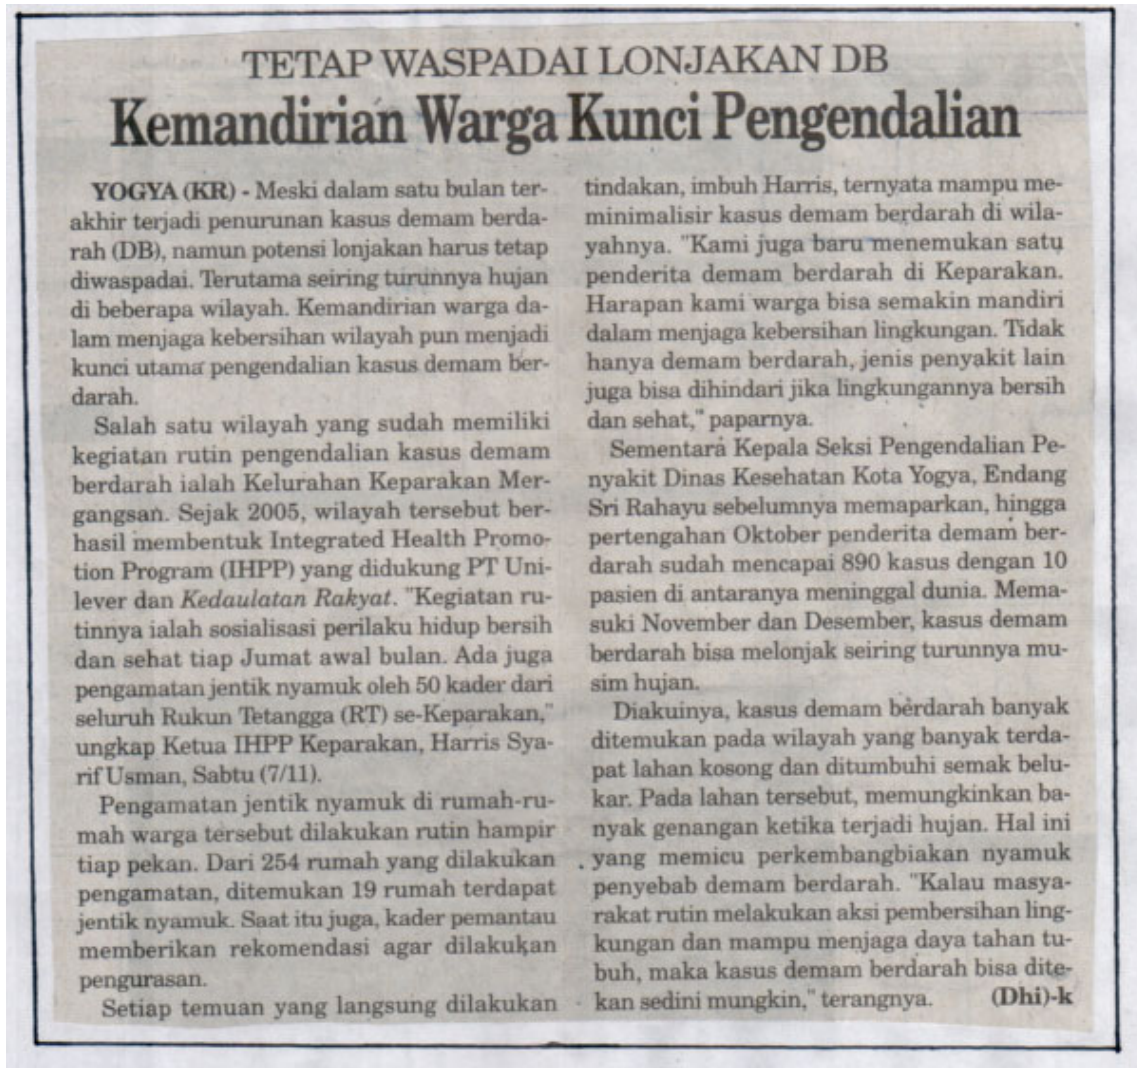 TETAP WASPADAI LONJAKAN DB
Kemandirian Warga Kunci Pengendalian
YOGYA (KR) - Meski dalam satu bulan ter-
akhir terjadi penurunan kasus demam berda-
rah (DB), namun potensi lonjakan harus tetap
diwaspadai. Terutama seiring turunnya hujan
di beberapa wilayah. Kemandirian warga da-
lam menjaga kebersihan wilayah pun menjadi
kunci utama pengendalian kasus demam ber-
darah.
Salah satu wilayah yang sudah memiliki
kegiatan rutin pengendalian kasus demam
berdarah ialah Kelurahan Keparakan Mer-
gangsan. Sejak 2005, wilayah tersebut ber-
hasil membentuk Integrated Health Promo-
tion Program (IHPP) yang didukung PT Uni-
lever dan Kedaulatan Rakyat. "Kegiatan ru-
tinnya ialah sosialisasi perilaku hidup bersih
dan sehat tiap Jumat awal bulan. Ada juga
pengamatan jentik nyamuk oleh 50 kader dari
seluruh Rukun Tetangga (RT) se-Keparakan,"
ungkap Ketua IHPP Keparakan, Harris Sya-
rif Usman, Sabtu (7/11).
Pengamatan jentik nyamuk di rumah-ru-
mah warga tersebut dilakukan rutin hampir
tiap pekan. Dari 254 rumah yang dilakukan
pengamatan, ditemukan 19 rumah terdapat
jentik nyamuk. Saat itu juga, kader pemantau
memberikan rekomendasi agar dilakukan
pengurasan.
Setiap temuan yang langsung dilakukan
tindakan, imbuh Harris, ternyata mampu me-
minimalisir kasus demam berdarah di wila-
yahnya. "Kami juga baru menemukan satu
penderita demam berdarah di Keparakan.
Harapan kami warga bisa semakin mandiri
dalam menjaga kebersihan lingkungan. Tidak
hanya demam berdarah, jenis penyakit lain
juga bisa dihindari jika lingkungannya bersih
dan sehat," paparnya.
Sementara Kepala Seksi Pengendalian Pe-
nyakit Dinas Kesehatan Kota Yogya, Endang
Sri Rahayu sebelumnya memaparkan, hingga
pertengahan Oktober penderita demam ber-
darah sudah mencapai 890 kasus dengan 10
pasien di antaranya meninggal dunia. Mema-
suki November dan Desember, kasus demam
berdarah bisa melonjak seiring turunnya mu-
sim hujan.
Diakuinya, kasus demam berdarah banyak
ditemukan pada wilayah yang banyak terda-
pat lahan kosong dan ditumbuhi semak belu-
kar. Pada lahan tersebut, memungkinkan ba-
nyak genangan ketika terjadi hujan. Hal ini
yang memicu perkembangbiakan nyamuk
penyebab demam berdarah. "Kalau masya-
rakat rutin melakukan aksi pembersihan ling-
kungan dan mampu menjaga daya tahan tu-
buh, maka kasus demam berdarah bisa dite-
kan sedini mungkin," terangnya. (Dhi)-k